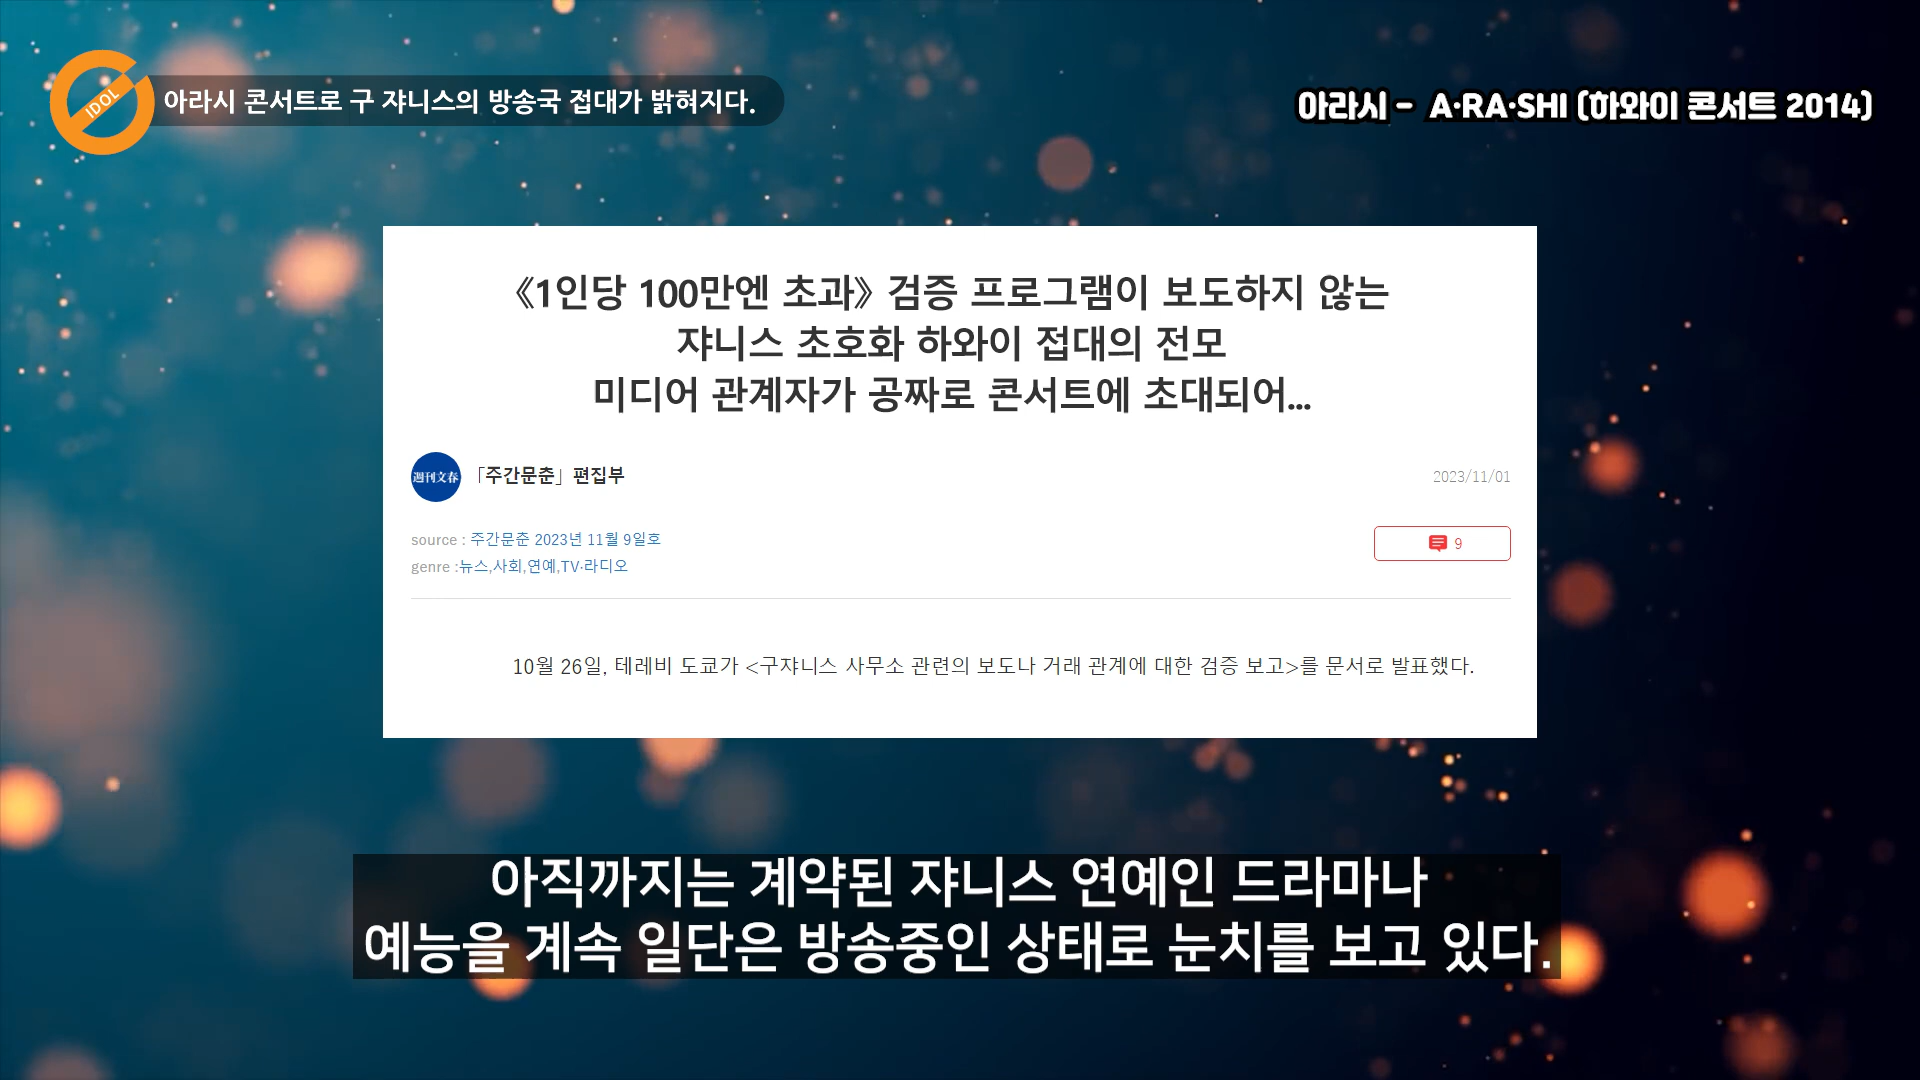 IDOL
아라시 콘서트로 구 쟈니스의 방송국 접대가 밝혀지다.
아라시 - A·RA·SHI (하와이 콘서트 2014)
《1인당 100만엔 초과》 검증 프로그램이 보도하지 않는
쟈니스 초호화 하와이 접대의 전모
미디어 관계자가 공짜로 콘서트에 초대되어...
週刊文春
「주간문춘」 편집부
2023/11/01
source : 주간문춘 2023년 11월 9일호
9
genre :뉴스,사회,연예,TV·라디오
10월 26일, 테레비 도쿄가 <구쟈니스 사무소 관련의 보도나 거래 관계에 대한 검증 보고>를 문서로 발표했다.
아직까지는 계약된 쟈니스 연예인 드라마나
예능을 계속 일단은 방송중인 상태로 눈치를 보고 있다.